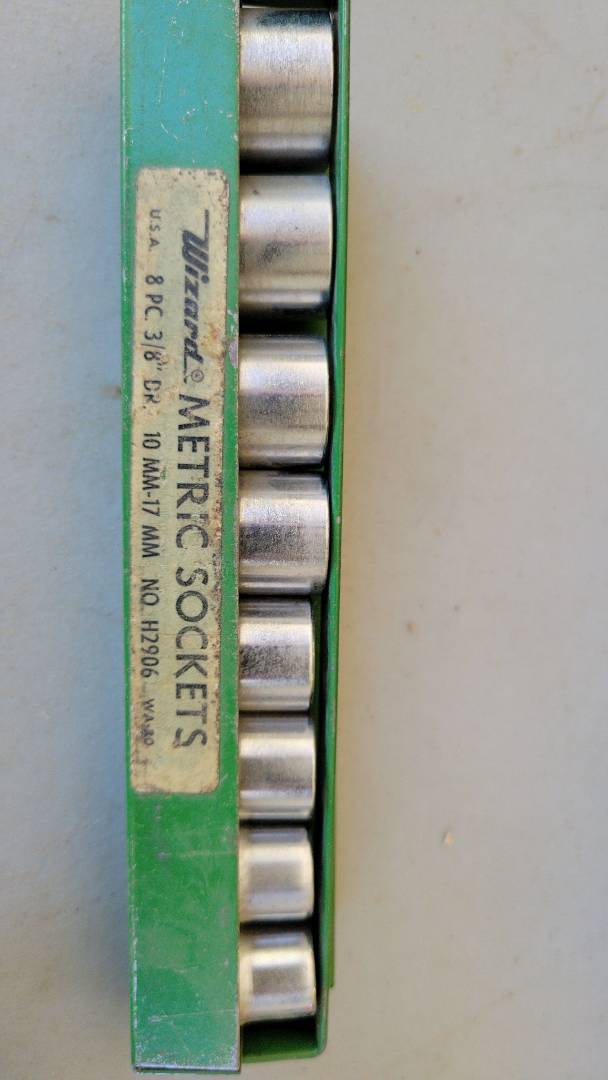 Wizard® METRIC SOCKETS
U.S.A. 8 PC. 3/8" DR. 10 MM-17 MM NO. H2906